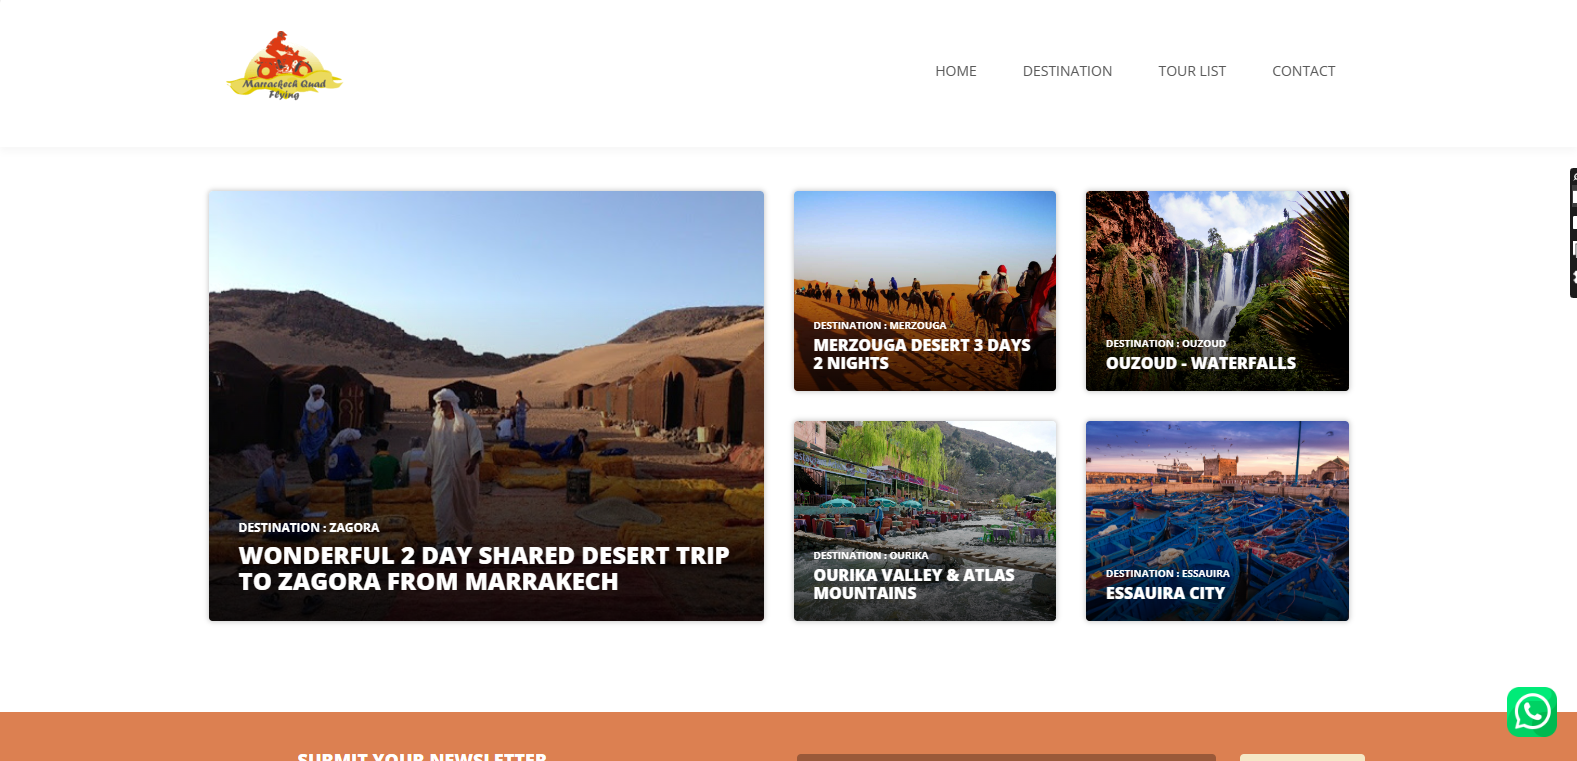 Marrackech Quad
Flying
HOME
DESTINATION
TOUR LIST
CONTACT
DESTINATION : ZAGORA
WONDERFUL 2 DAY SHARED DESERT TRIP
TO ZAGORA FROM MARRAKECH
DESTINATION : MERZOUGA
MERZOUGA DESERT 3 DAYS
2 NIGHTS
DESTINATION : OUZOUD
OUZOUD - WATERFALLS
DESTINATION : OURIKA
OURIKA VALLEY & ATLAS
MOUNTAINS
DESTINATION : ESSAUIRA
ESSAUIRA CITY
SUBMIT YOUR NEWSLETTER